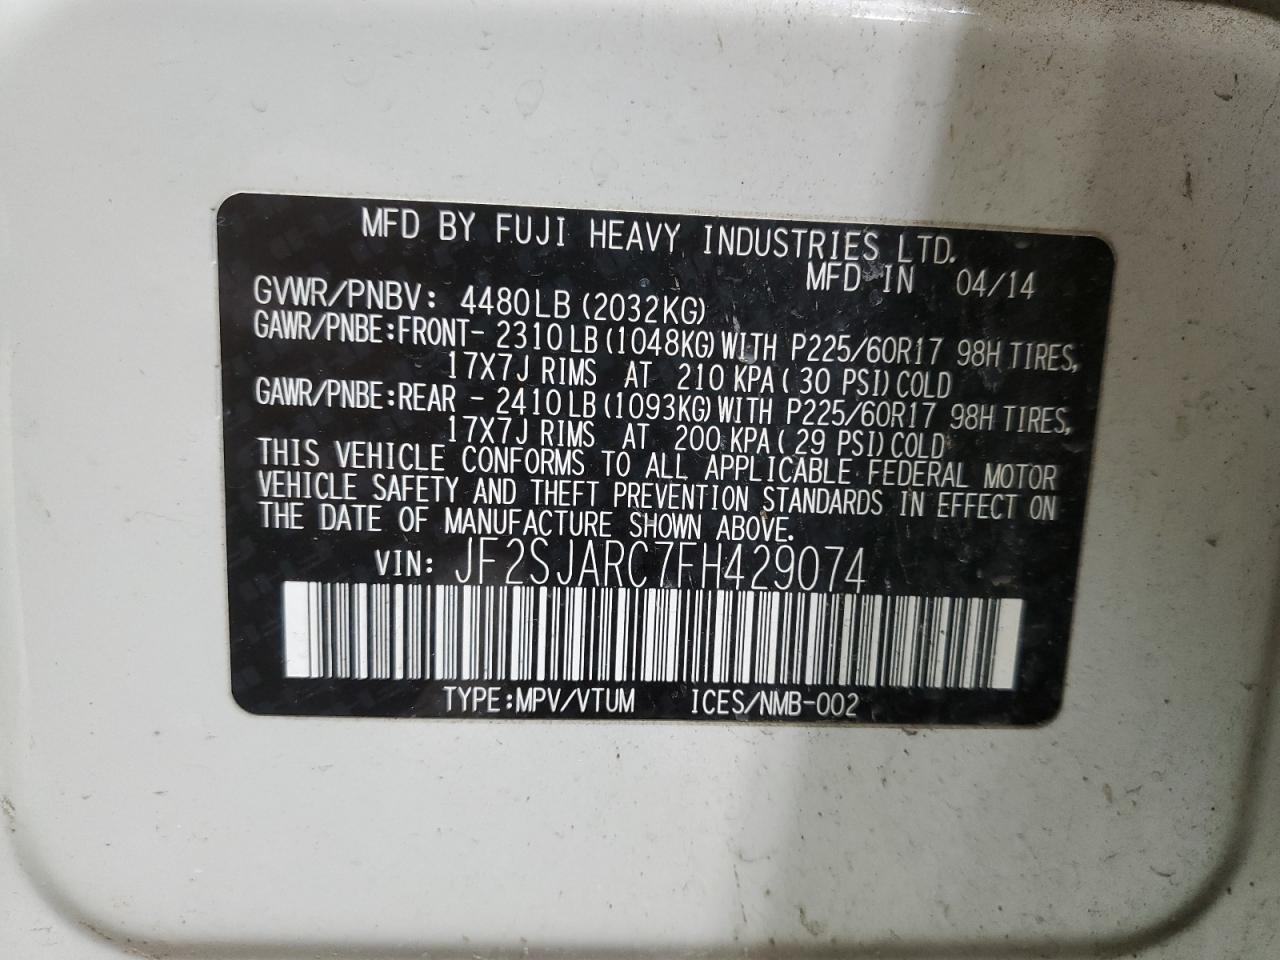 MFD BY FUJI HEAVY INDUSTRIES LTD.
MFD IN 04/14
GVWR/PNBV: 4480LB (2032KG)
GAWR/PNBE:FRONT- 2310LB (1048KG) WITH P225/60R17 98H TIRES,
17X7J RIMS AT 210 KPA( 30 PSI) COLD
GAWR/PNBE:REAR - 2410LB (1093KG) WITH P225/60R17 98H TIRES,
17X7J RIMS AT 200 KPA( 29 PSI) COLD
THIS VEHICLE CONFORMS TO ALL APPLICABLE FEDERAL MOTOR
VEHICLE SAFETY AND THEFT PREVENTION STANDARDS IN EFFECT ON
THE DATE OF MANUFACTURE SHOWN ABOVE.
VIN: JF2SJARC7FH429074
TYPE:MPV/VTUM ICES/NMB-002